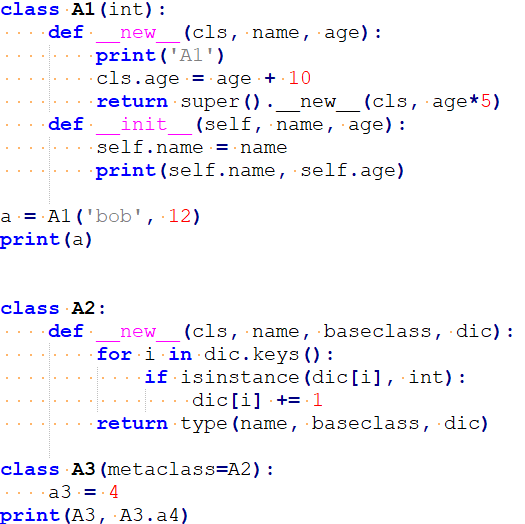 class A1(int):
    def __new__(cls, name, age):
        print('A1')
        cls.age = age + 10
        return super().__new__(cls, age*5)
    def __init__(self, name, age):
        self.name = name
        print(self.name, self.age)

a = A1('bob', 12)
print(a)


class A2:
    def __new__(cls, name, baseclass, dic):
        for i in dic.keys():
            if isinstance(dic[i], int):
                dic[i] += 1
        return type(name, baseclass, dic)

class A3(metaclass=A2):
    a3 = 4
print(A3, A3.a4)